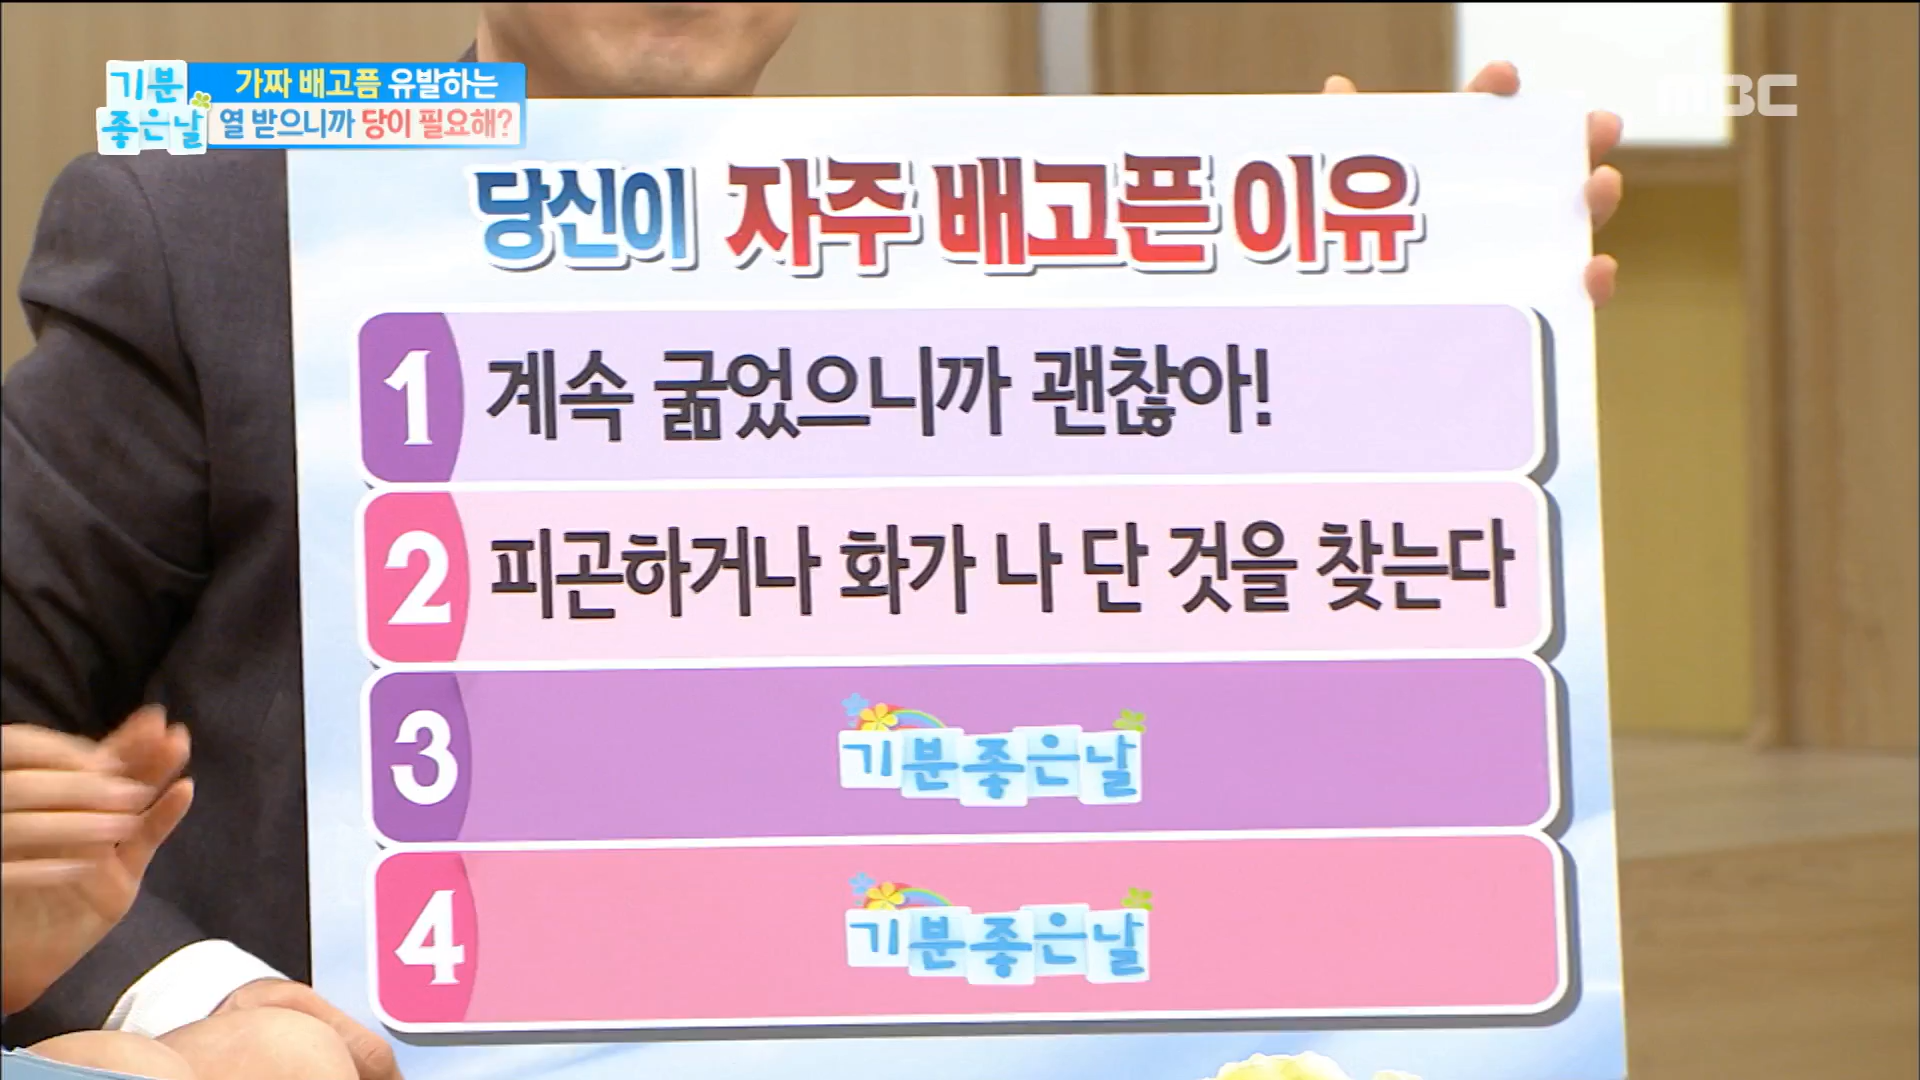 기분
좋은날
가짜 배고픔 유발하는
열 받으니까 당이 필요해?
MBC
당신이 자주 배고픈 이유
1 계속 굶었으니까 괜찮아!
2 피곤하거나 화가 나 단 것을 찾는다
3 기분좋은날
4 기분좋은날